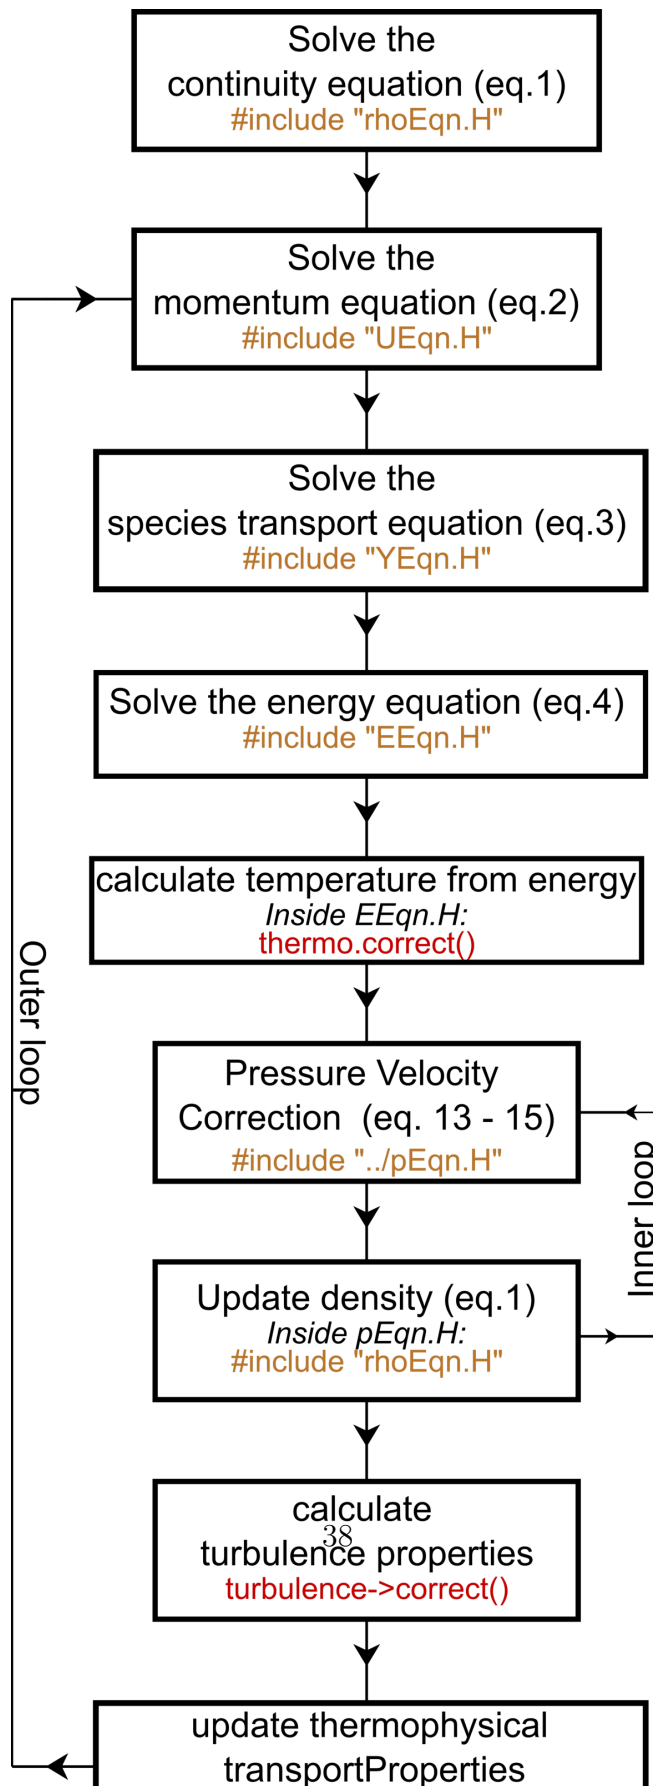 Solve the
continuity equation (eq.1)
#include "rhoEqn.H"
Solve the
momentum equation (eq.2)
#include "UEqn.H"
Solve the
species transport equation (eq.3)
#include "YEqn.H"
Solve the energy equation (eq.4)
#include "EEqn.H"
calculate temperature from energy
Inside EEqn.H:
thermo.correct()
Outer loop
Pressure Velocity
Correction (eq. 13 - 15)
#include "../pEqn.H"
Inner loop
Update density (eq.1)
Inside pEqn.H:
#include "rhoEqn.H"
calculate
38
turbulence properties
turbulence->correct()
update thermophysical
transportProperties